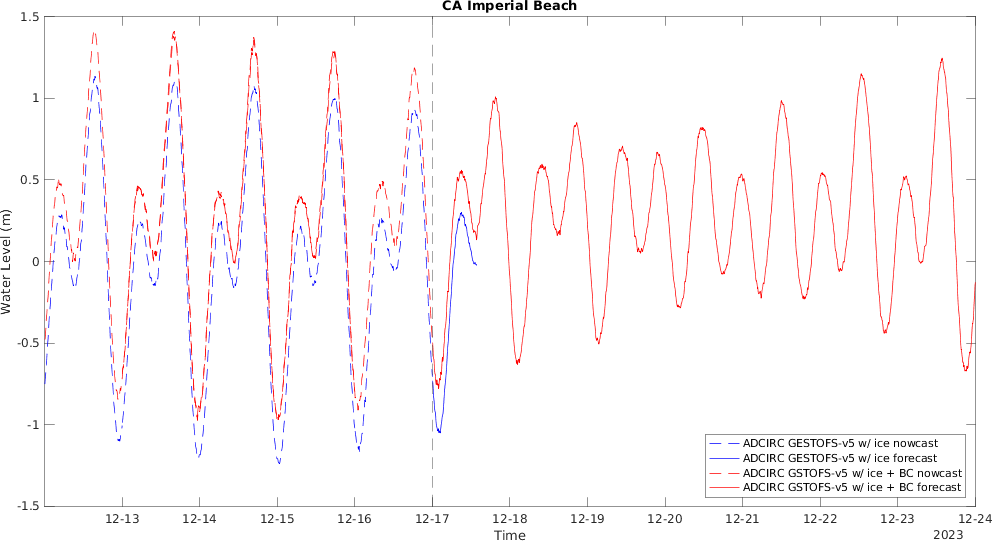 CA Imperial Beach
1.5
1
0.5
0
-0.5
-1
-1.5
Water Level (m)
12-13
12-14
12-15
12-16
12-17
12-18
12-19
12-20
12-21
12-22
12-23
12-24
Time
2023
ADCIRC GESTOFS-v5 w/ ice nowcast
ADCIRC GESTOFS-v5 w/ ice forecast
ADCIRC GSTOFS-v5 w/ ice + BC nowcast
ADCIRC GSTOFS-v5 w/ ice + BC forecast